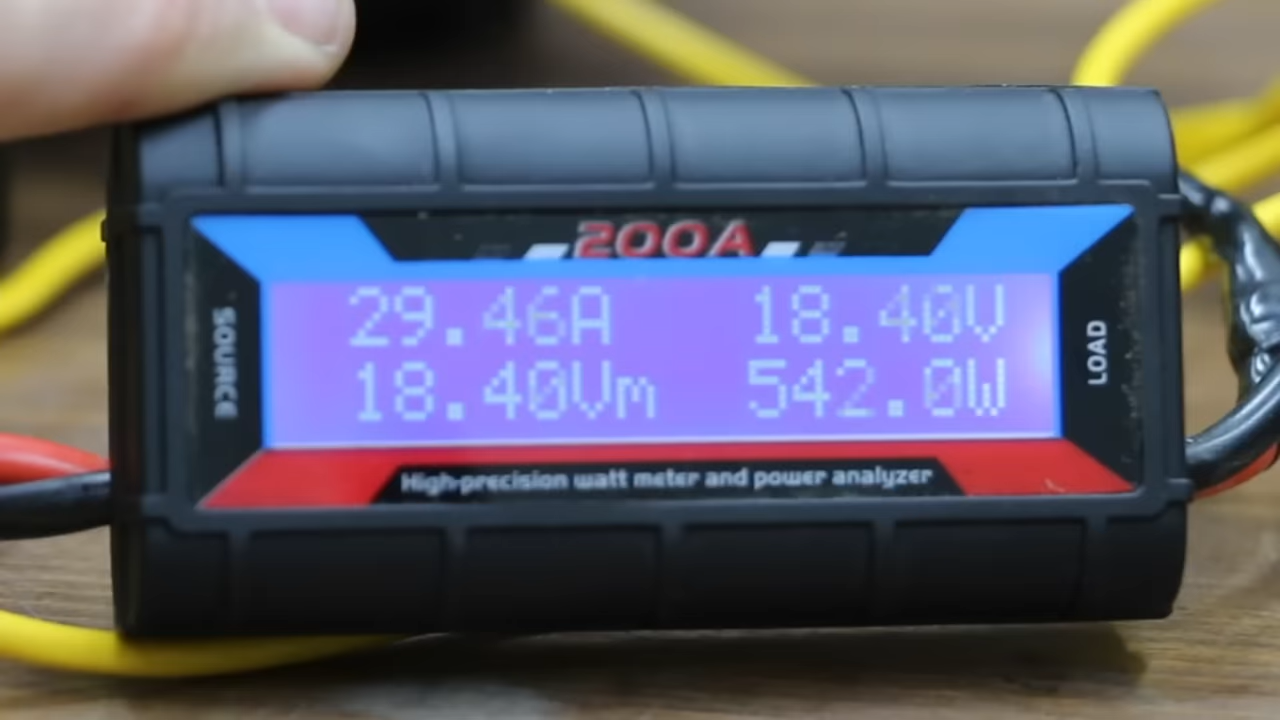 200A
SOURCE
29.46A 18.40V
18.40Vm 542.0W
LOAD
High-precision watt meter and power analyzer